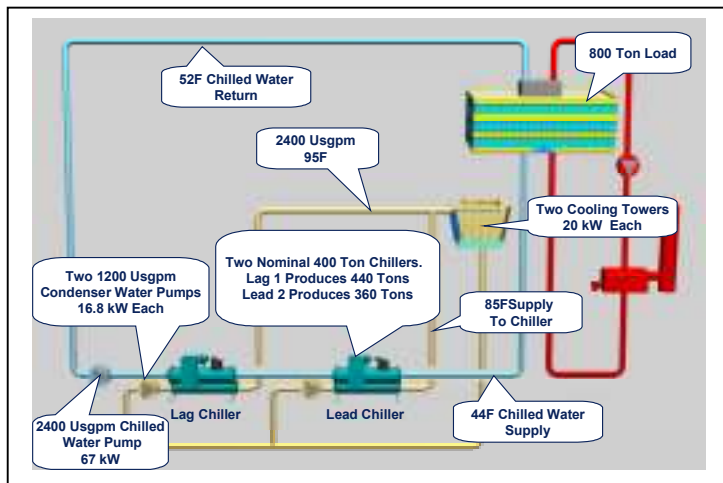 800 Ton Load
52F Chilled Water
Return
2400 Usgpm
95F
Two Cooling Towers
20 kW Each
Two Nominal 400 Ton Chillers.
Lag 1 Produces 440 Tons
Lead 2 Produces 360 Tons
Two 1200 Usgpm
Condenser Water Pumps
16.8 kW Each
85FSupply
To Chiller
Lag Chiller
Lead Chiller
44F Chilled Water
Supply
2400 Usgpm Chilled
Water Pump
67 kW